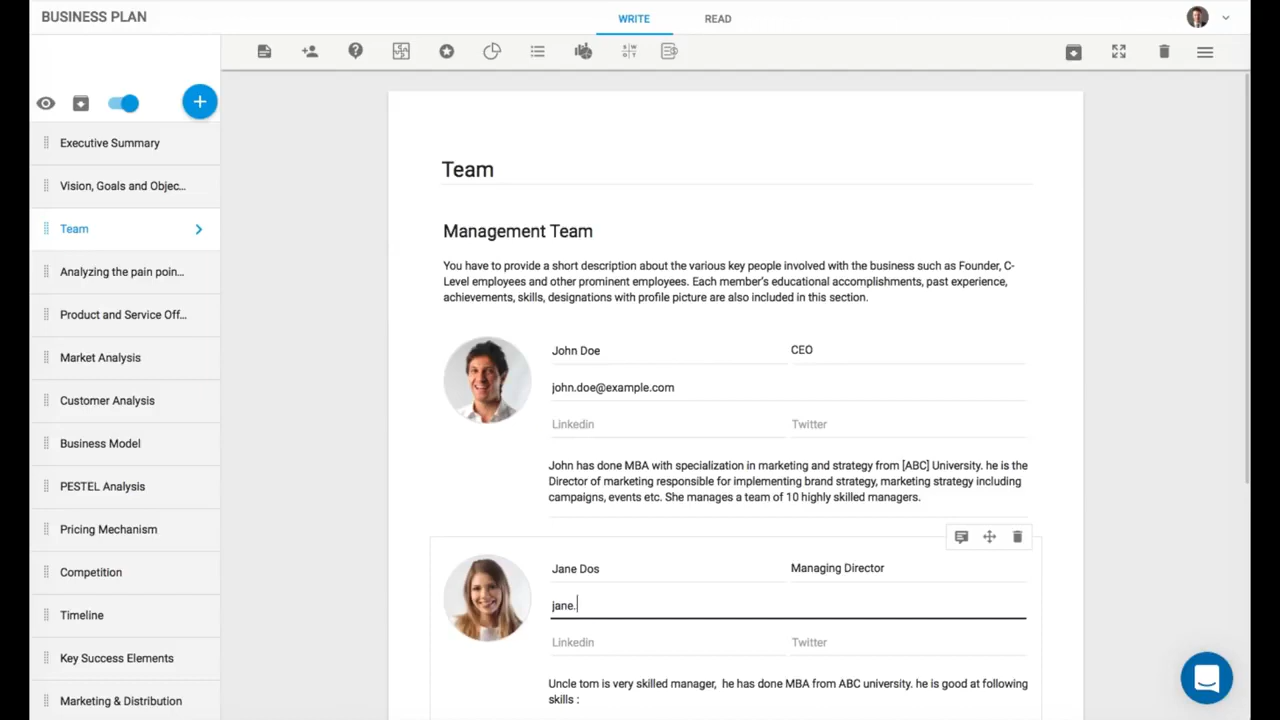 BUSINESS PLAN
WRITE
READ
Executive Summary
Vision, Goals and Objec...
Team
Analyzing the pain poin...
Product and Service Off...
Market Analysis
Customer Analysis
Business Model
PESTEL Analysis
Pricing Mechanism
Competition
Timeline
Key Success Elements
Marketing & Distribution
Team
Management Team
You have to provide a short description about the various key people involved with the business such as Founder, C-
Level employees and other prominent employees. Each member's educational accomplishments, past experience,
achievements, skills, designations with profile picture are also included in this section.
John Doe
CEO
john.doe@example.com
Linkedin
Twitter
John has done MBA with specialization in marketing and strategy from [ABC] University. he is the
Director of marketing responsible for implementing brand strategy, marketing strategy including
campaigns, events etc. She manages a team of 10 highly skilled managers.
Jane Dos
Managing Director
jane.
Linkedin
Twitter
Uncle tom is very skilled manager, he has done MBA from ABC university. he is good at following
skills :